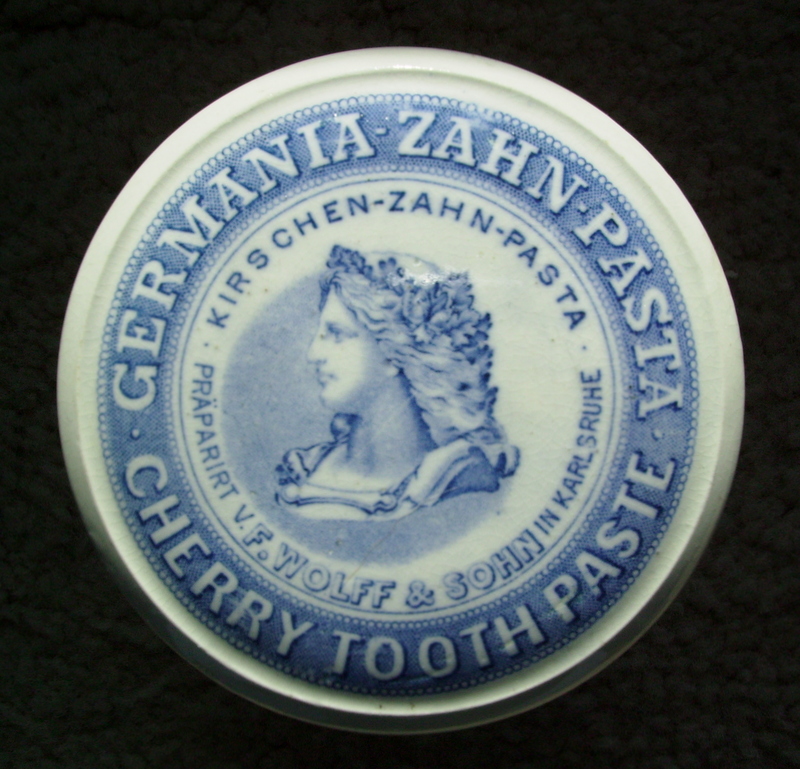 GERMANIA-ZAHN-PASTA
CHERRY TOOTH PASTE
KIRSCHEN-ZAHN-PASTA
PRÄPARIRT V. F. WOLFF & SOHN IN KARLSRUHE